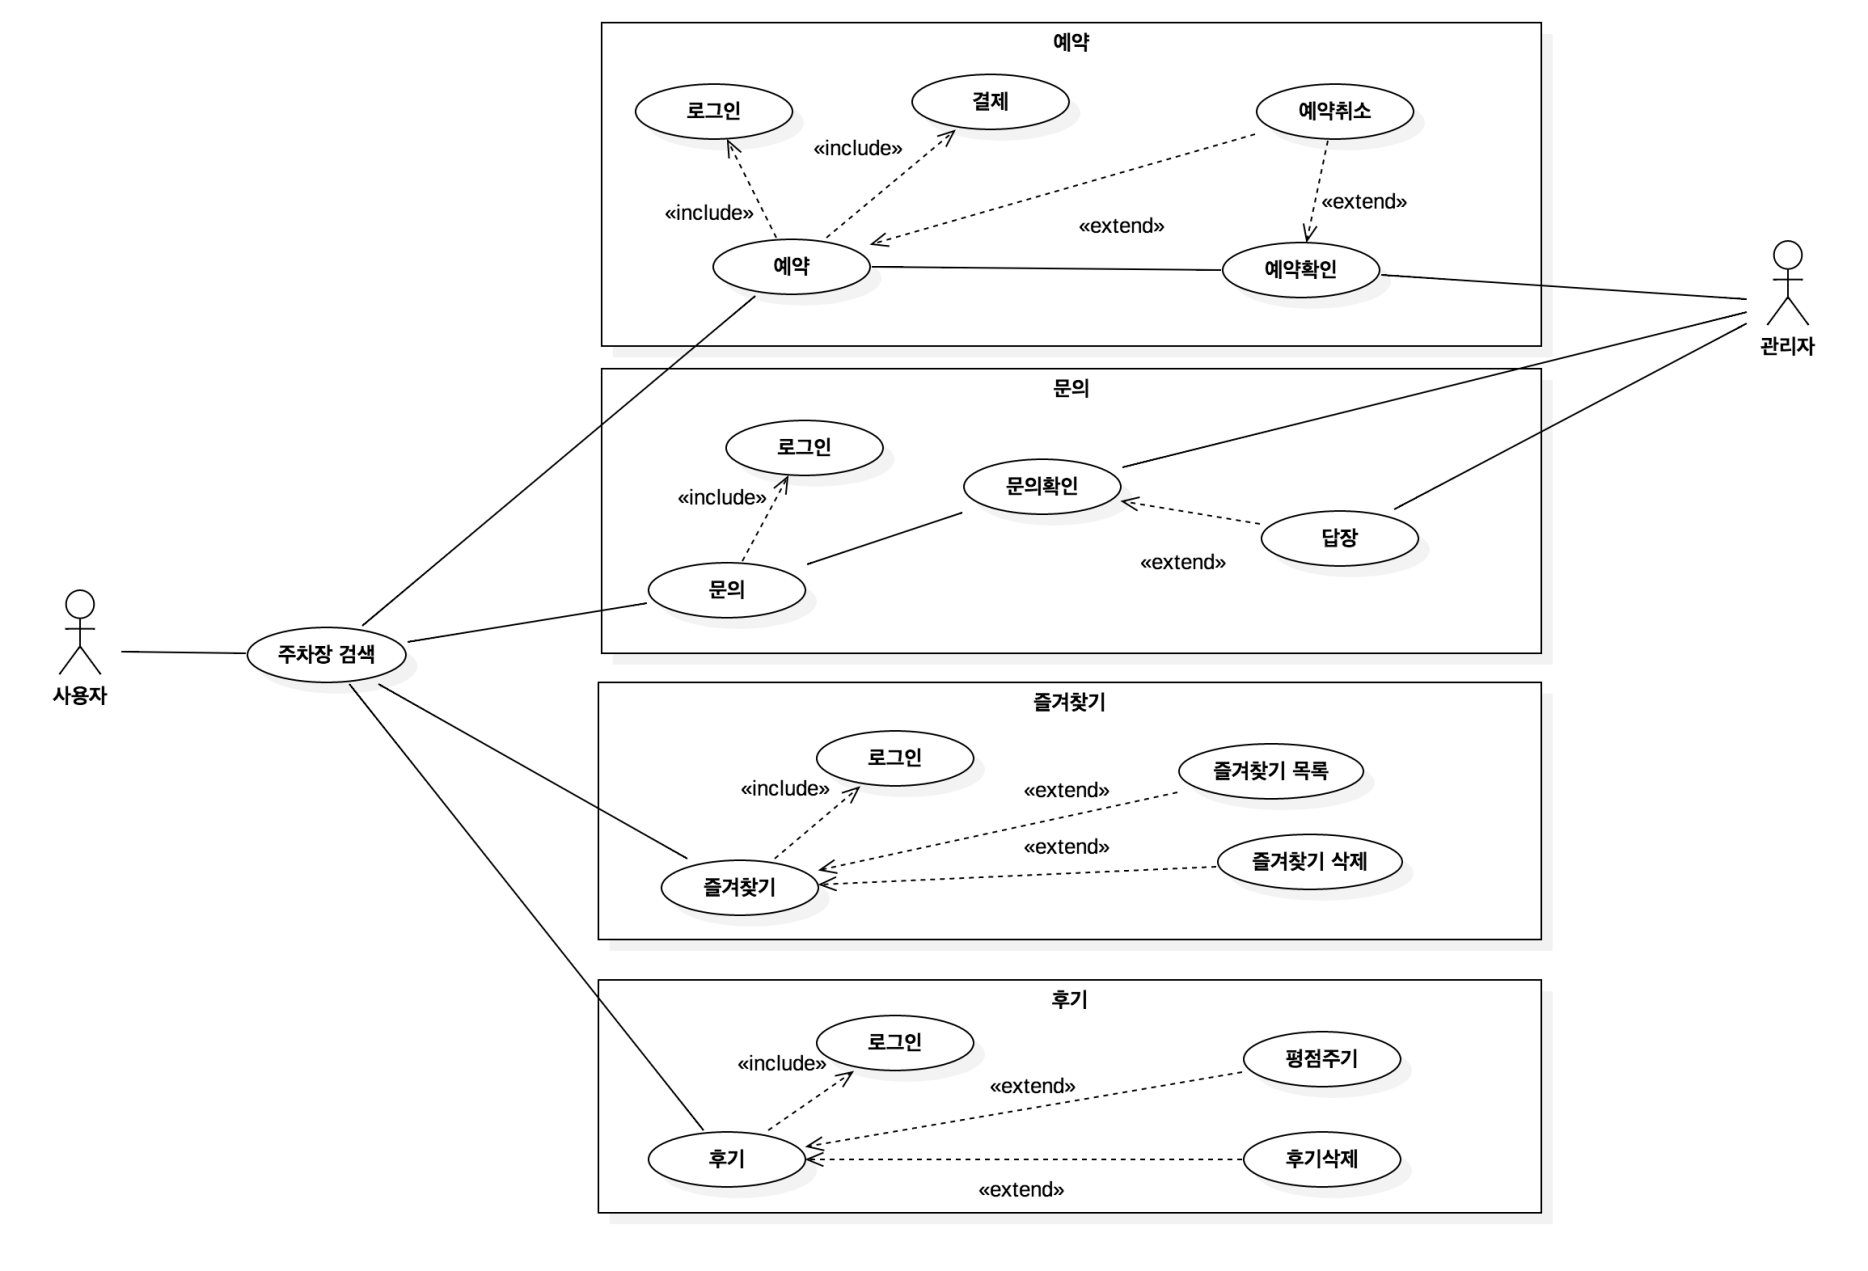 예약
로그인
결제
예약취소
«include»
«include»
«extend»
«extend»
예약
예약확인
관리자
문의
로그인
«include»
문의확인
답장
«extend»
문의
사용자
주차장 검색
즐겨찾기
로그인
«include»
«extend»
즐겨찾기 목록
«extend»
즐겨찾기 삭제
즐겨찾기
후기
로그인
«include»
«extend»
평점주기
후기
후기삭제
«extend»